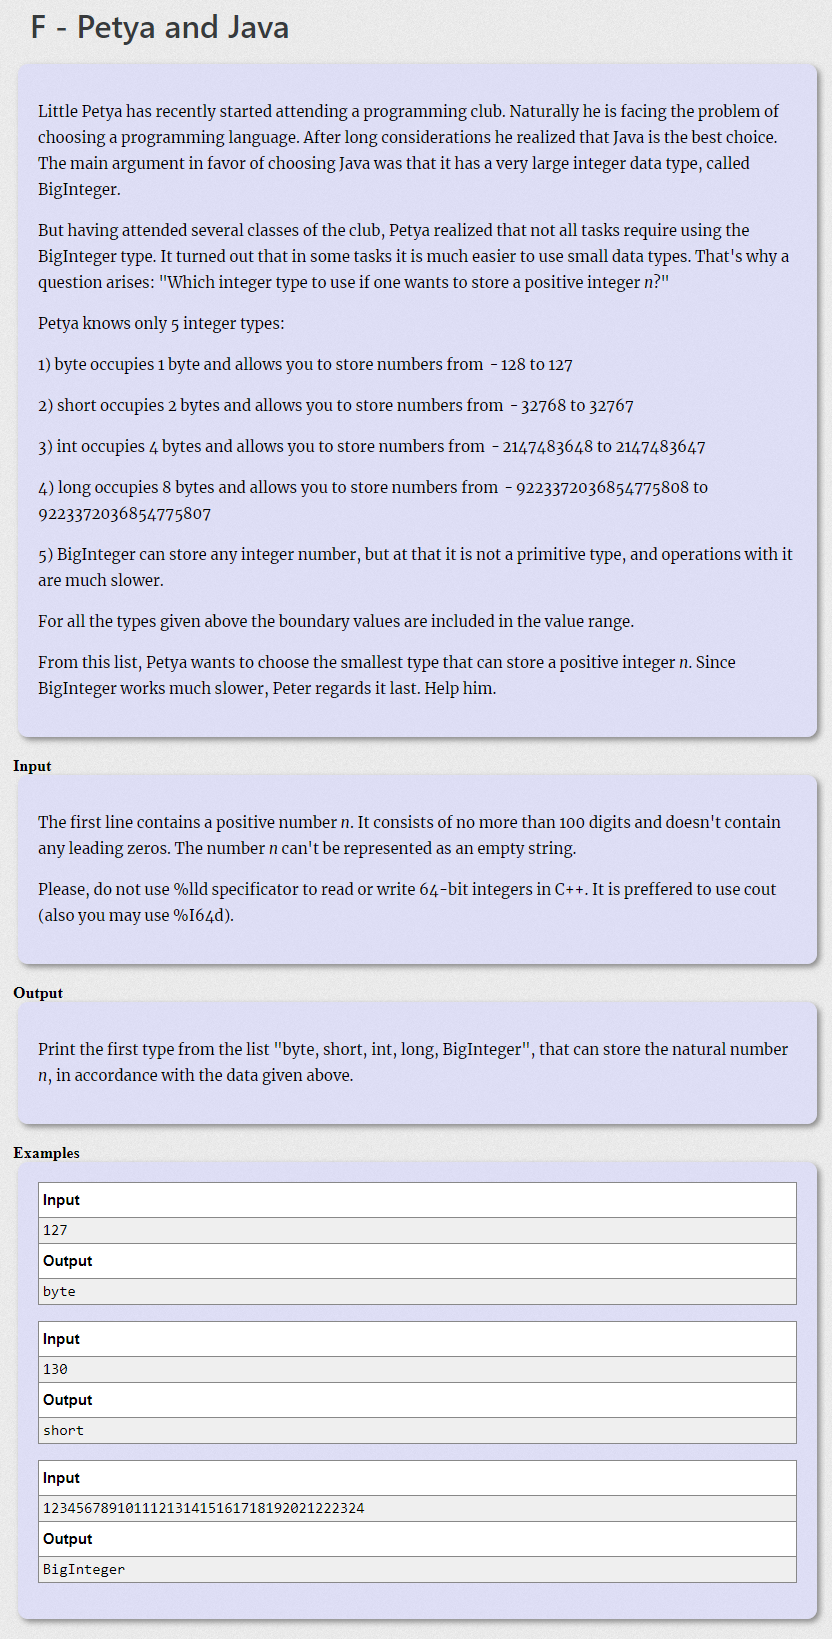 F - Petya and Java
Little Petya has recently started attending a programming club. Naturally he is facing the problem of
choosing a programming language. After long considerations he realized that Java is the best choice.
The main argument in favor of choosing Java was that it has a very large integer data type, called
BigInteger.
But having attended several classes of the club, Petya realized that not all tasks require using the
BigInteger type. It turned out that in some tasks it is much easier to use small data types. That's why a
question arises: "Which integer type to use if one wants to store a positive integer n?"
Petya knows only 5 integer types:
1) byte occupies 1 byte and allows you to store numbers from  - 128 to 127
2) short occupies 2 bytes and allows you to store numbers from  - 32768 to 32767
3) int occupies 4 bytes and allows you to store numbers from  - 2147483648 to 2147483647
4) long occupies 8 bytes and allows you to store numbers from  - 9223372036854775808 to
9223372036854775807
5) BigInteger can store any integer number, but at that it is not a primitive type, and operations with it
are much slower.
For all the types given above the boundary values are included in the value range.
From this list, Petya wants to choose the smallest type that can store a positive integer n. Since
BigInteger works much slower, Peter regards it last. Help him.
Input
The first line contains a positive number n. It consists of no more than 100 digits and doesn't contain
any leading zeros. The number n can't be represented as an empty string.
Please, do not use %lld specificator to read or write 64-bit integers in C++. It is preffered to use cout
(also you may use %I64d).
Output
Print the first type from the list "byte, short, int, long, BigInteger", that can store the natural number
n, in accordance with the data given above.
Examples
Input
127
Output
byte
Input
130
Output
short
Input
123456789101112131415161718192021222324
Output
BigInteger